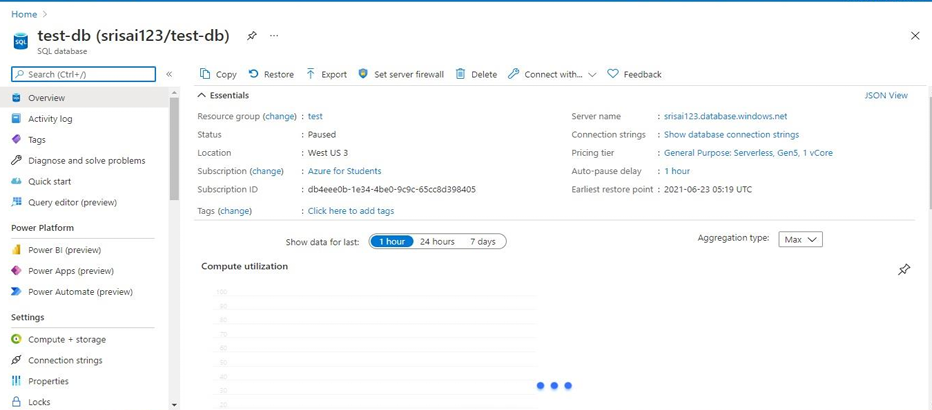 Home >
test-db (srisai123/test-db) ...
SQL database
Search (Ctrl+/) «
Overview
Activity log
Tags
Diagnose and solve problems
Quick start
Query editor (preview)
Power Platform
Power BI (preview)
Power Apps (preview)
Power Automate (preview)
Settings
Compute + storage
Connection strings
Properties
Locks
Copy Restore Export Set server firewall Delete Connect with... Feedback
Essentials JSON View
Resource group (change) : test
Status : Paused
Location : West US 3
Subscription (change) : Azure for Students
Subscription ID : db4eee0b-1e34-4be0-9c9c-65cc8d398405
Tags (change) : Click here to add tags
Server name : srisai123.database.windows.net
Connection strings : Show database connection strings
Pricing tier : General Purpose: Serverless, Gen5, 1 vCore
Auto-pause delay : 1 hour
Earliest restore point : 2021-06-23 05:19 UTC
Show data for last: 1 hour 24 hours 7 days
Aggregation type: Max
Compute utilization
100
90
80
70
60
50
40
30
20